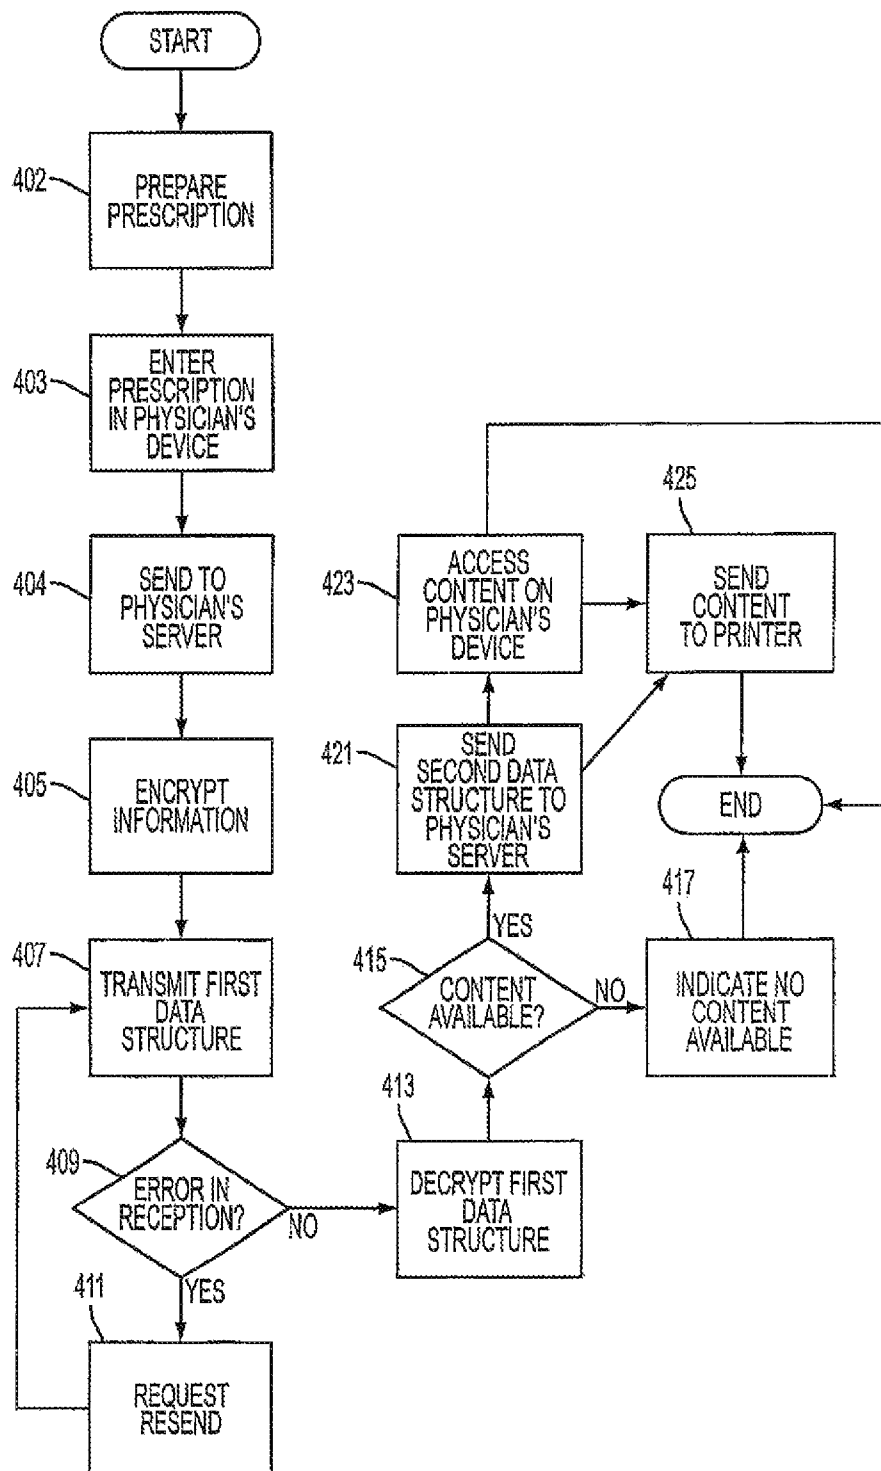 START
402
PREPARE
PRESCRIPTION
403
ENTER
PRESCRIPTION
IN PHYSICIAN'S
DEVICE
404
SEND TO
PHYSICIAN'S
SERVER
405
ENCRYPT
INFORMATION
407
TRANSMIT FIRST
DATA
STRUCTURE
409
ERROR IN
RECEPTION?
NO
YES
411
REQUEST
RESEND
413
DECRYPT FIRST
DATA
STRUCTURE
415
CONTENT
AVAILABLE?
NO
YES
417
INDICATE NO
CONTENT
AVAILABLE
421
SEND
SECOND DATA
STRUCTURE TO
PHYSICIAN'S
SERVER
423
ACCESS
CONTENT ON
PHYSICIAN'S
DEVICE
425
SEND
CONTENT
TO PRINTER
END